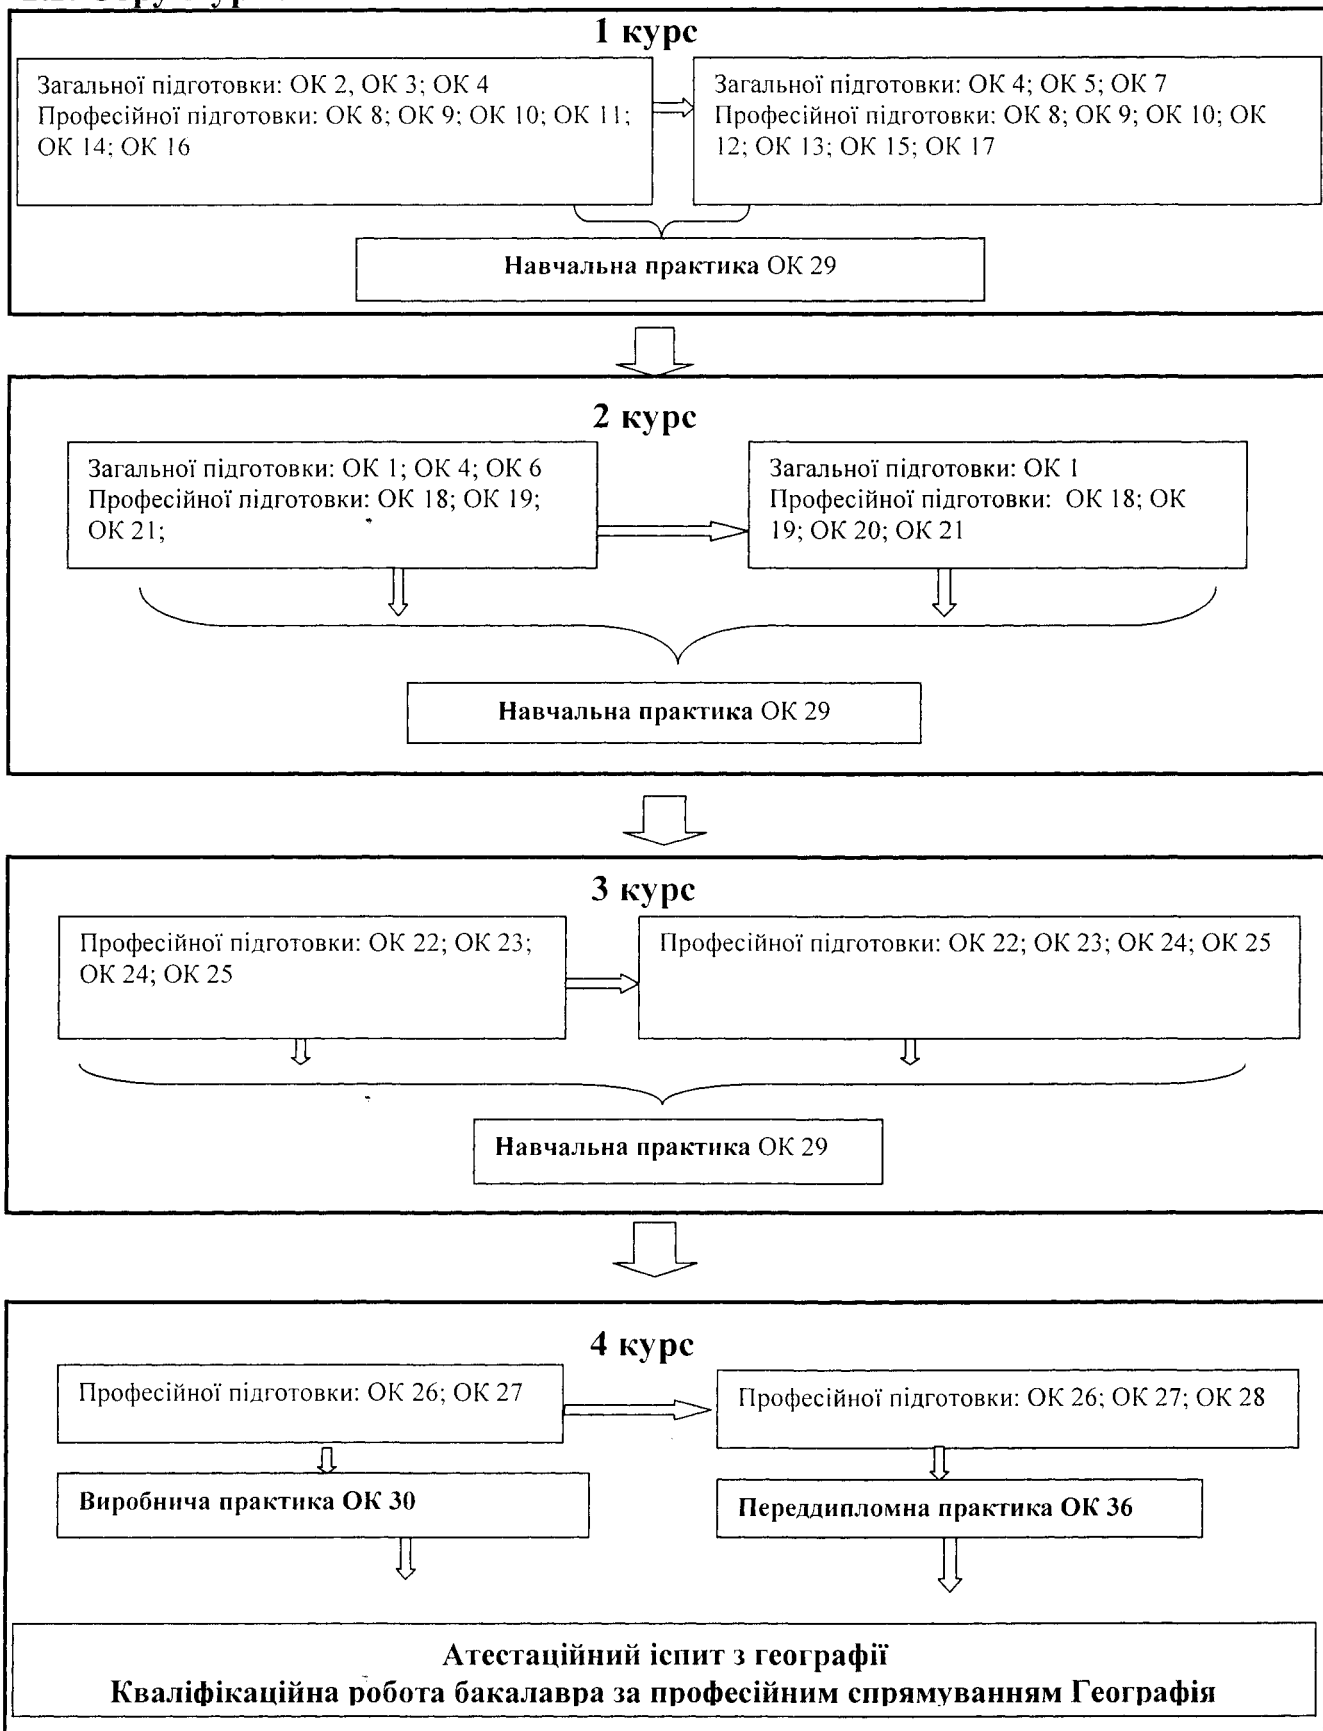 1 курс
Загальної підготовки: ОК 2, ОК 3; ОК 4
Професійної підготовки: ОК 8; ОК 9; ОК 10; ОК 11;
ОК 14; ОК 16
Загальної підготовки: ОК 4; ОК 5; ОК 7
Професійної підготовки: ОК 8; ОК 9; ОК 10; ОК
12; ОК 13; ОК 15; ОК 17
Навчальна практика ОК 29
2 курс
Загальної підготовки: ОК 1; ОК 4; ОК 6
Професійної підготовки: ОК 18; ОК 19;
ОК 21;
Загальної підготовки: ОК 1
Професійної підготовки: ОК 18; ОК
19; ОК 20; ОК 21
Навчальна практика ОК 29
3 курс
Професійної підготовки: ОК 22; ОК 23;
ОК 24; ОК 25
Професійної підготовки: ОК 22; ОК 23; ОК 24; ОК 25
Навчальна практика ОК 29
4 курс
Професійної підготовки: ОК 26; ОК 27
Професійної підготовки: ОК 26; ОК 27; ОК 28
Виробнича практика ОК 30
Переддипломна практика ОК 36
Атестаційний іспит з географії
Кваліфікаційна робота бакалавра за професійним спрямуванням Географія